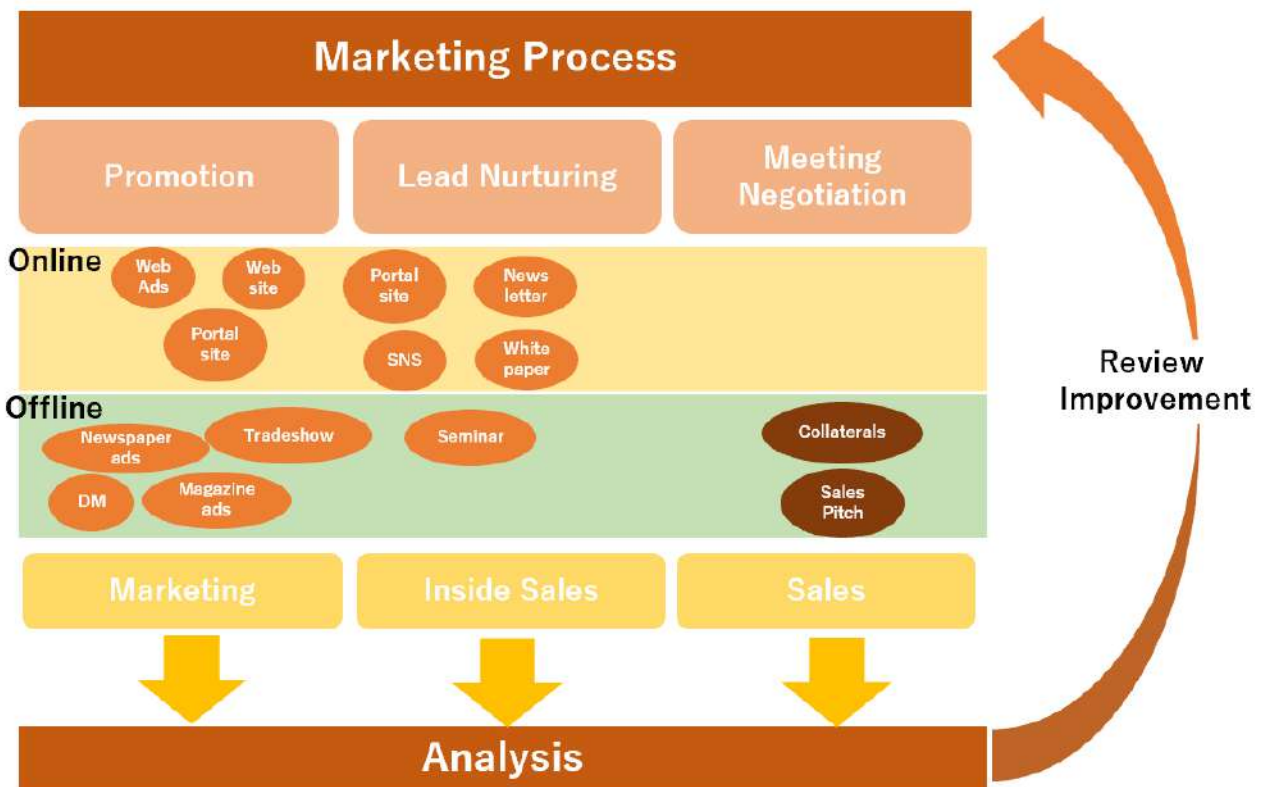 Marketing Process
Promotion
Lead Nurturing
Meeting
Negotiation
Online
Web
Ads
Web
site
Portal
site
Portal
site
News
letter
SNS
White
paper
Offline
Newspaper
ads
Tradeshow
DM
Magazine
ads
Seminar
Collaterals
Sales
Pitch
Marketing
Inside Sales
Sales
Analysis
Review
Improvement